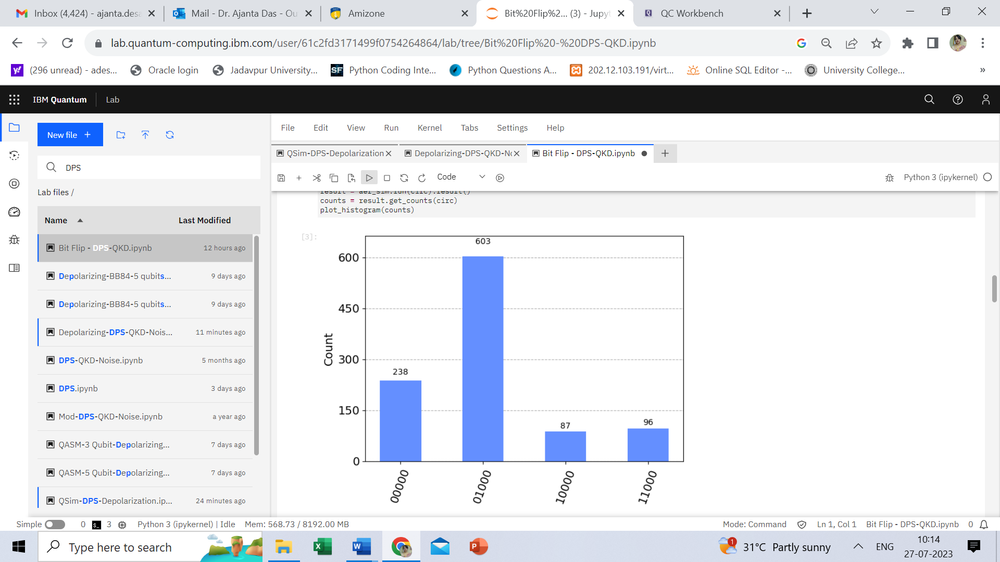 Inbox (4,424) - ajanta.desa
Mail - Dr. Ajanta Das - Ou
Amizone
Bit%20Flip%2... (3) - Jupyt
QC Workbench
lab.quantum-computing.ibm.com/user/61c2fd3171499f0754264864/lab/tree/Bit%20Flip%20-%20DPS-QKD.ipynb
(296 unread) - ades...
Oracle login
Jadavpur University...
SF
Python Coding Inte...
Python Questions A...
202.12.103.191/virt...
Online SQL Editor -...
University College...
»
IBM Quantum
Lab
New file +
DPS
Lab files /
Name
Last Modified
Bit Flip - DPS-QKD.ipynb
12 hours ago
Depolarizing-BB84-5 qubits...
9 days ago
Depolarizing-BB84-5 qubits...
9 days ago
Depolarizing-DPS-QKD-Nois...
11 minutes ago
DPS-QKD-Noise.ipynb
5 months ago
DPS.ipynb
3 days ago
Mod-DPS-QKD-Noise.ipynb
a year ago
QASM-3 Qubit-Depolarizing...
7 days ago
QASM-5 Qubit-Depolarizing...
7 days ago
QSim-DPS-Depolarization.ip...
24 minutes ago
File Edit View Run Kernel Tabs Settings Help
QSim-DPS-Depolarization
Depolarizing-DPS-QKD-No
Bit Flip - DPS-QKD.ipynb
Code
Python 3 (ipykernel)
result = aer_sim.run(circ).result()
counts = result.get_counts(circ)
plot_histogram(counts)
[3]:
603
600
450
300
238
150
87
96
0
Count
00000
01000
10000
11000
Simple
0
3
Python 3 (ipykernel) | Idle
Mem: 568.73 / 8192.00 MB
Mode: Command
Ln 1, Col 1
Bit Flip - DPS-QKD.ipynb
0
Type here to search
1
31°C Partly sunny
ENG
10:14
27-07-2023